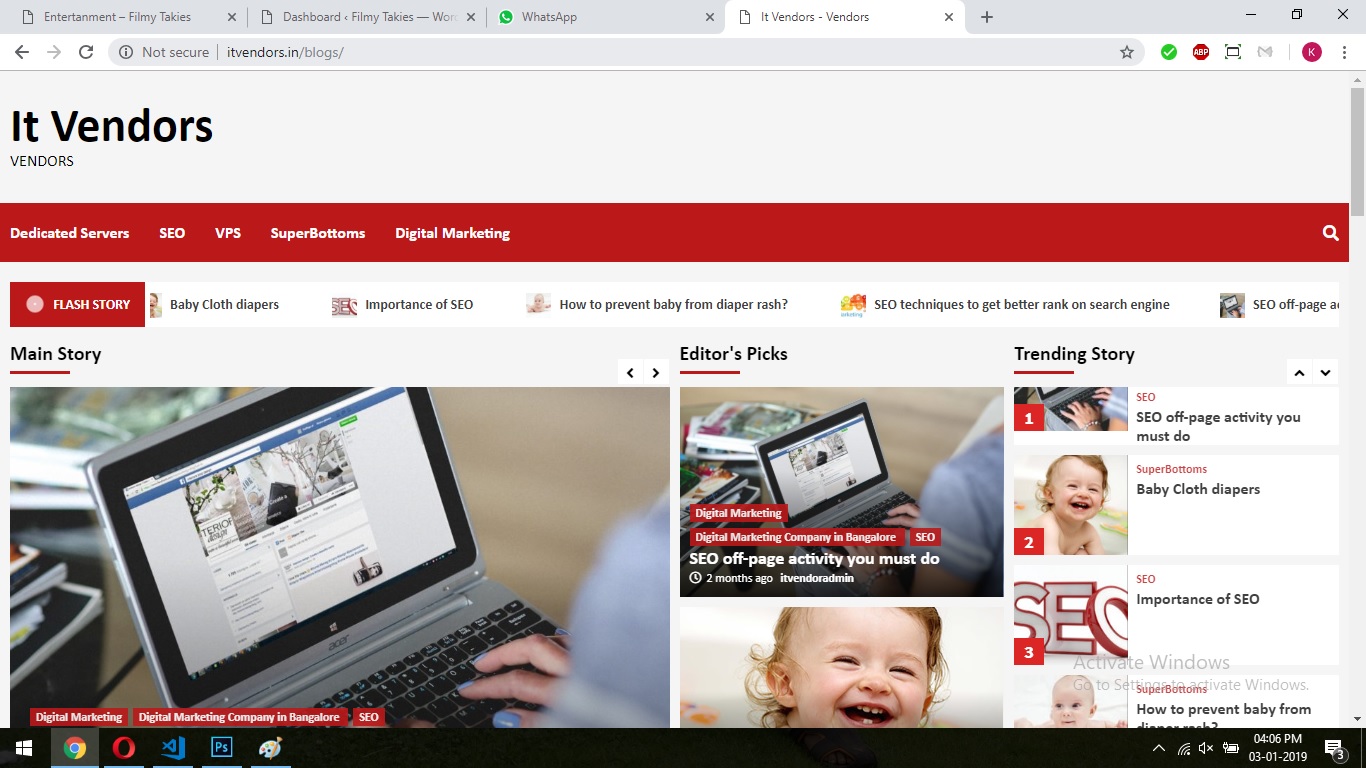 Entertanment – Filmy Takies
Dashboard ‹ Filmy Takies — Worc
WhatsApp
It Vendors - Vendors
Not secure
itvendors.in/blogs/
ABP
K
It Vendors
VENDORS
Dedicated Servers
SEO
VPS
SuperBottoms
Digital Marketing
FLASH STORY
Baby Cloth diapers
Importance of SEO
How to prevent baby from diaper rash?
SEO techniques to get better rank on search engine
SEO off-page ac
Main Story
Editor's Picks
Trending Story
acer
Digital Marketing
Digital Marketing Company in Bangalore
SEO
Digital Marketing
Digital Marketing Company in Bangalore
SEO
SEO off-page activity you must do
2 months ago
itvendoradmin
1
SEO
SEO off-page activity you
must do
2
SuperBottoms
Baby Cloth diapers
SEO
3
SEO
Importance of SEO
SuperBottoms
How to prevent baby from
diaper rash?
Activate Windows
Go to Settings to activate Windows.
Ps
04:06 PM
03-01-2019
3